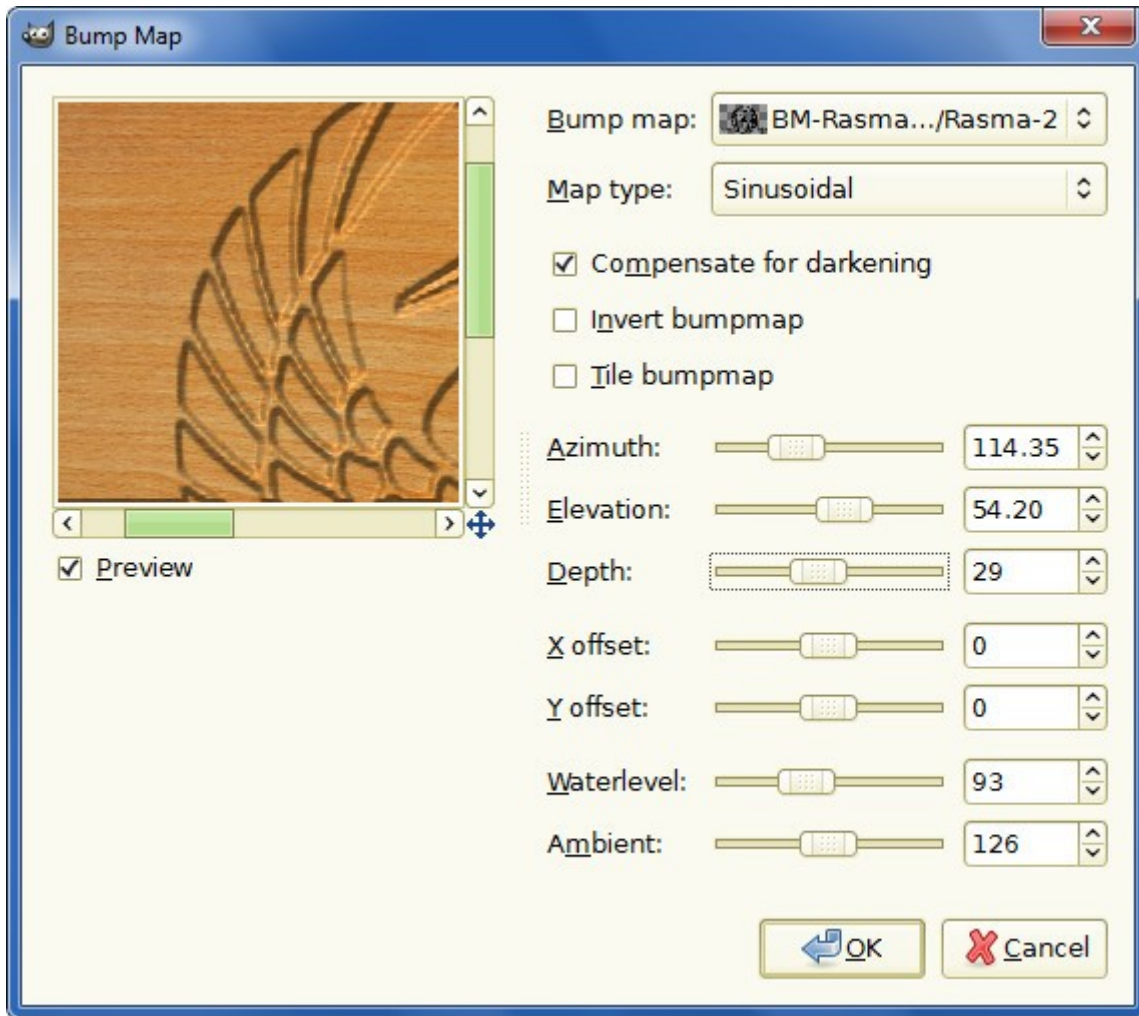 Bump Map
Bump map: BM-Rasma.../Rasma-2
Map type: Sinusoidal
Compensate for darkening
Invert bumpmap
Tile bumpmap
Azimuth: 114.35
Elevation: 54.20
Depth: 29
X offset: 0
Y offset: 0
Waterlevel: 93
Ambient: 126
Preview
OK Cancel